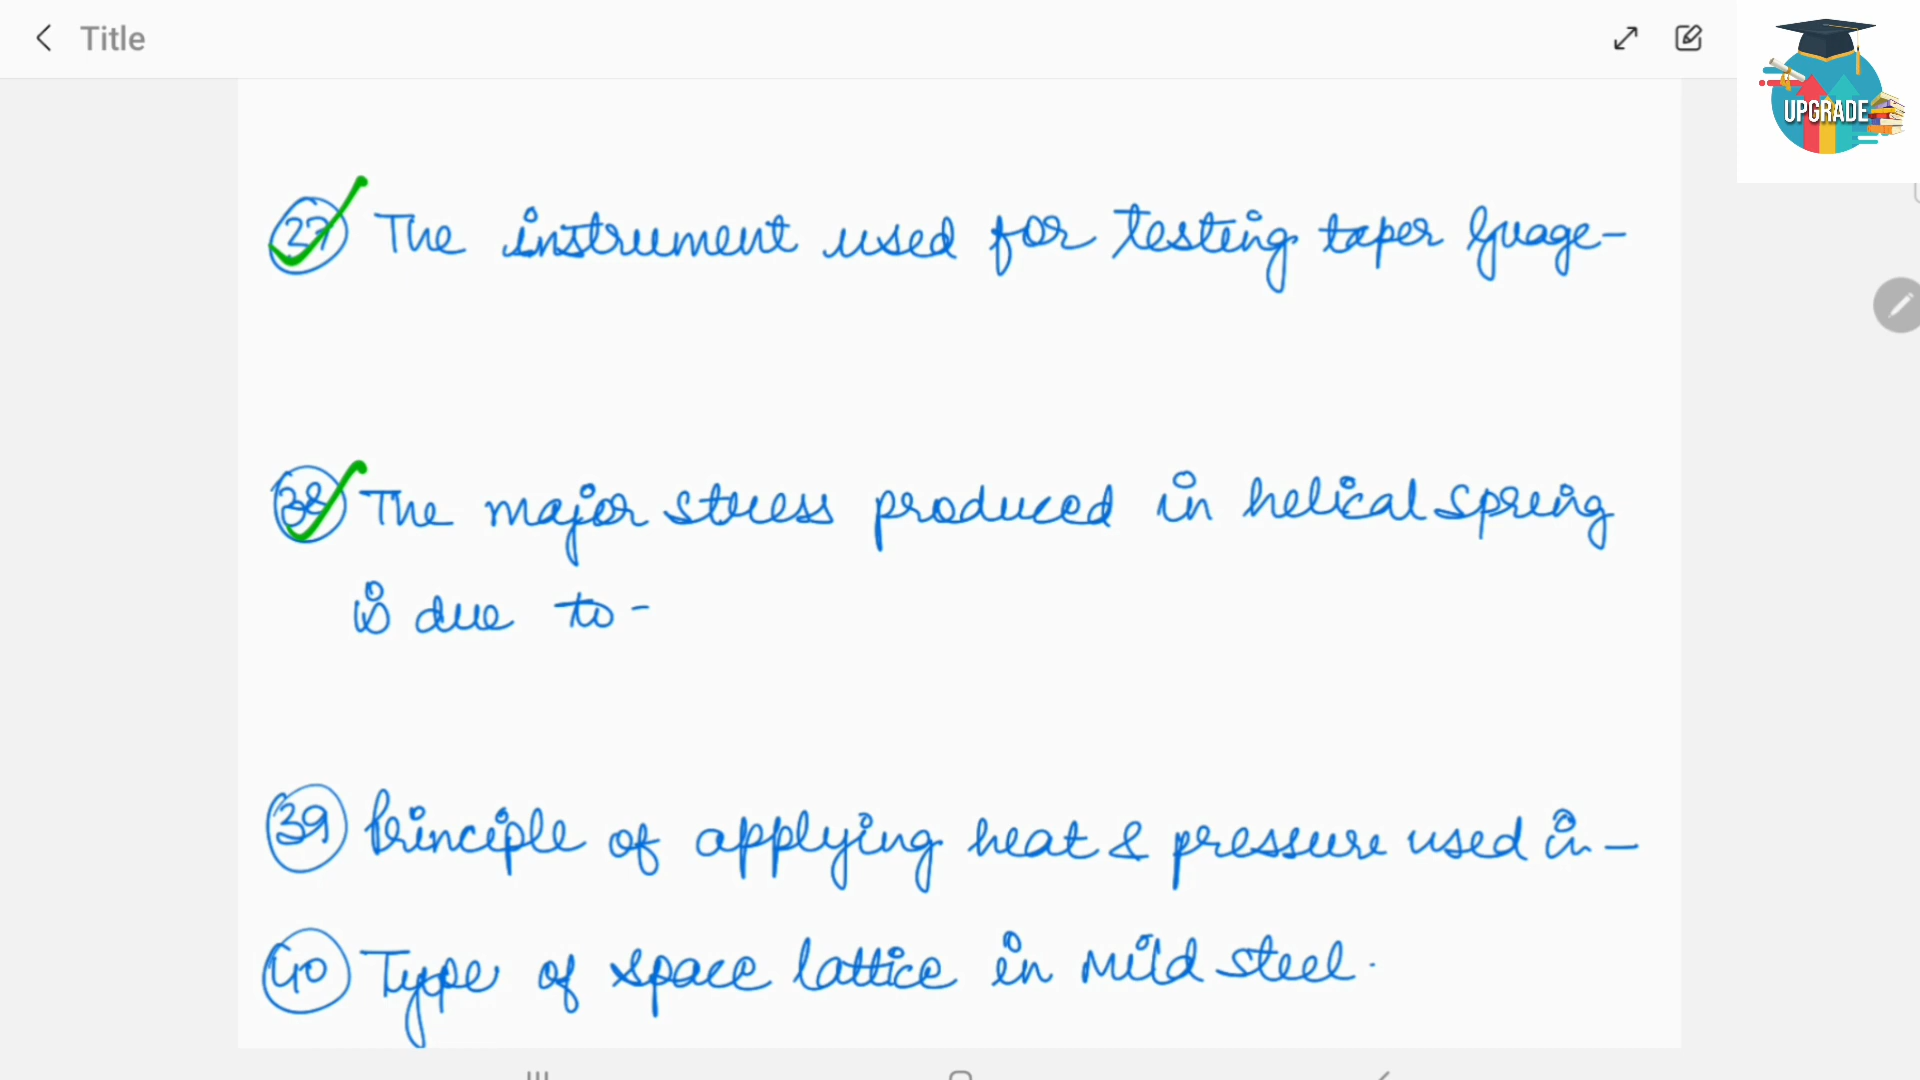 Title
UPGRADE
27 The instrument used for testing taper guage-
38 The major stress produced in helical spring
is due to -
39 Principle of applying heat & pressure used in -
40 Type of space lattice in Mild steel.